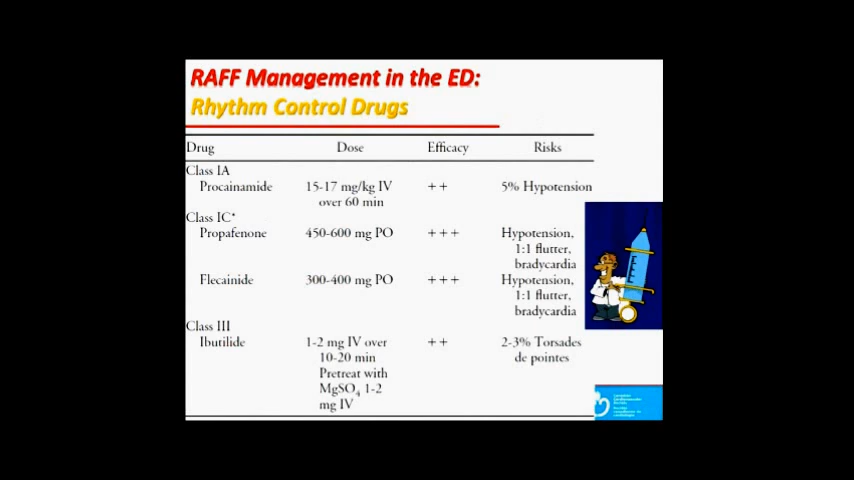 RAFF Management in the ED:
Rhythm Control Drugs
Drug Dose Efficacy Risks
Class IA
Procainamide 15-17 mg/kg IV ++ 5% Hypotension
over 60 min
Class IC*
Propafenone 450-600 mg PO +++ Hypotension,
1:1 flutter,
bradycardia
Flecainide 300-400 mg PO +++ Hypotension,
1:1 flutter,
bradycardia
Class III
Ibutilide 1-2 mg IV over ++ 2-3% Torsades
10-20 min de pointes
Pretreat with
MgSO₄ 1-2
mg IV